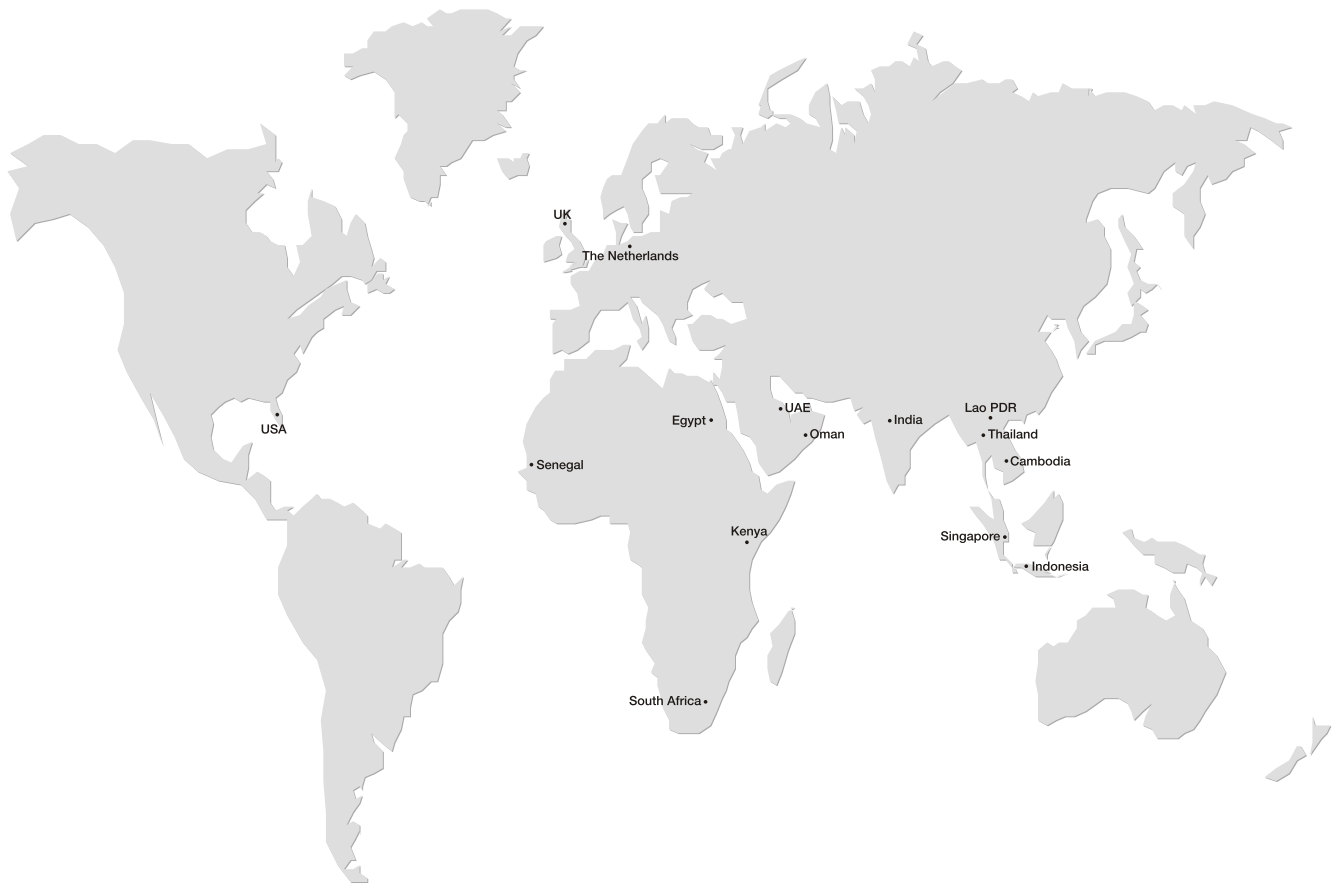 UK
The Netherlands
USA
Egypt
UAE
Oman
India
Lao PDR
Thailand
Cambodia
Senegal
Kenya
Singapore
Indonesia
South Africa